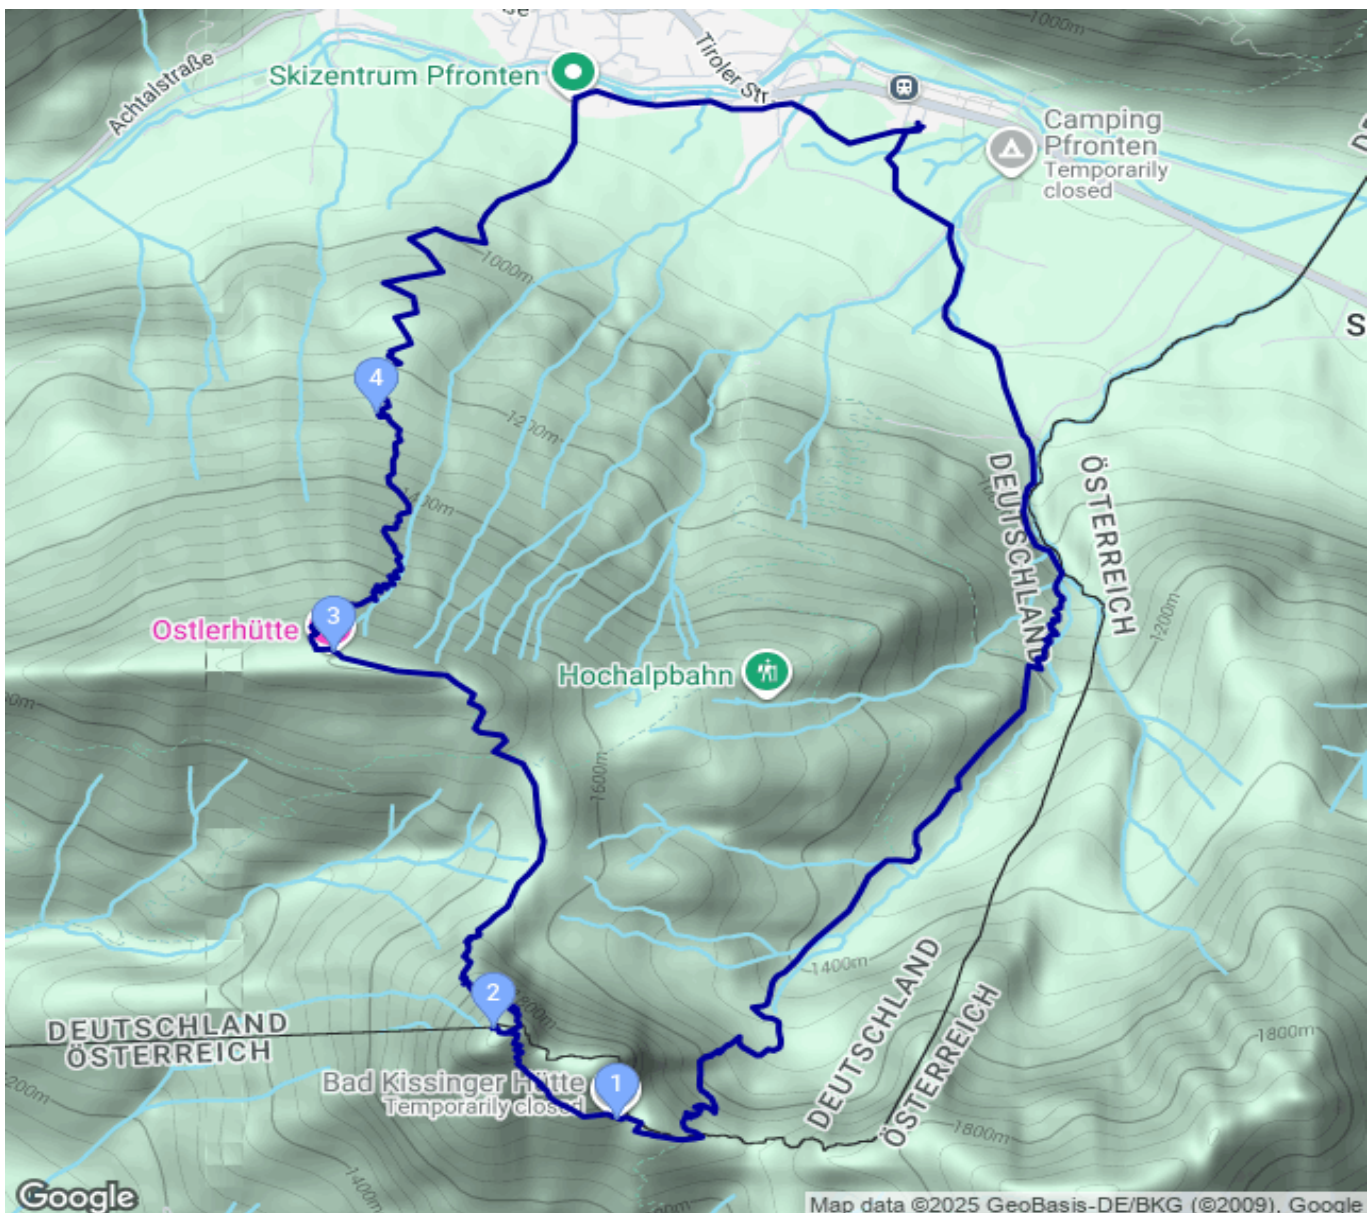 1000m
Achtalstraße
Skizentrum Pfronten
Tiroler Str
Camping
Pfronten
Temporarily
closed
S
1000m
4
1200m
1400m
DEUTSCHLAND
ÖSTERREICH
1200m
3
Ostlerhütte
Hochalpbahn
1600m
1400m
2
1800m
DEUTSCHLAND
ÖSTERREICH
DEUTSCHLAND
ÖSTERREICH
1800m
1
Bad Kissinger Hütte
Temporarily closed
1800m
1400m
Google
Map data ©2025 GeoBasis-DE/BKG (©2009), Google